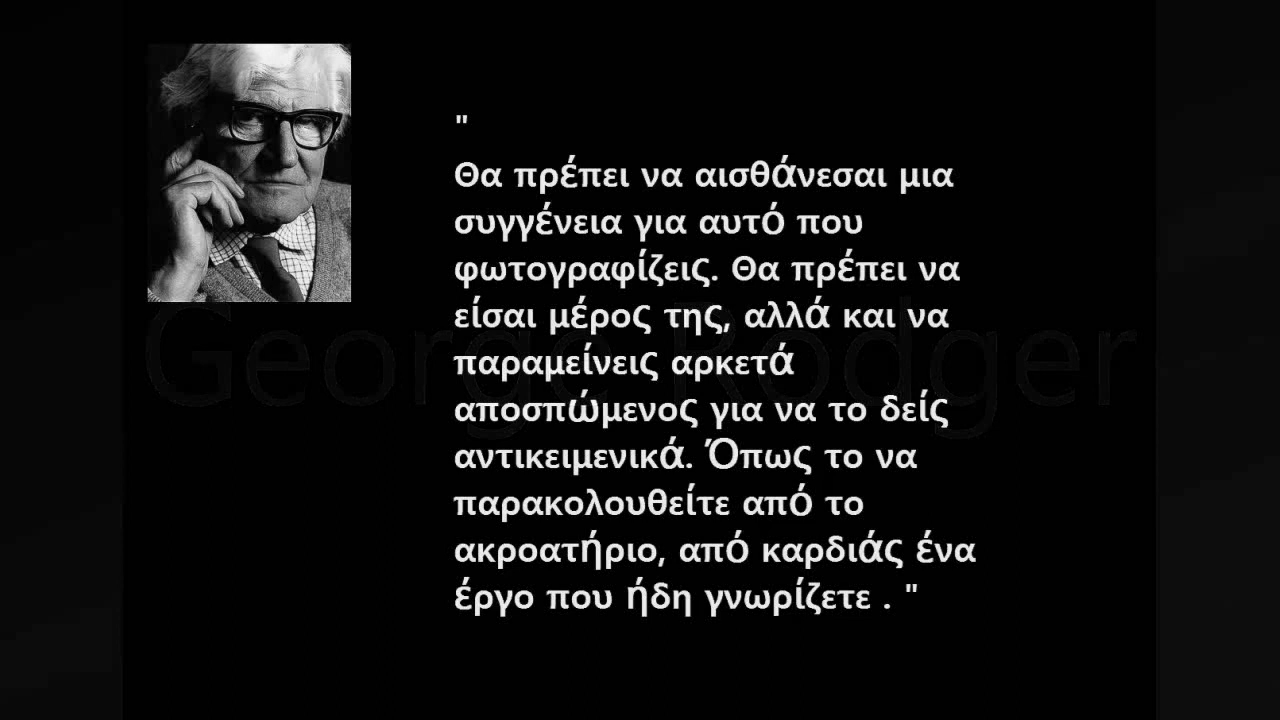 "
Θα πρέπει να αισθάνεσαι μια
συγγένεια για αυτό που
φωτογραφίζεις. Θα πρέπει να
είσαι μέρος της, αλλά και να
παραμείνεις αρκετά
αποσπώμενος για να το δείς
αντικειμενικά. Όπως το να
παρακολουθείτε από το
ακροατήριο, από καρδιάς ένα
έργο που ήδη γνωρίζετε . "
George Rodger